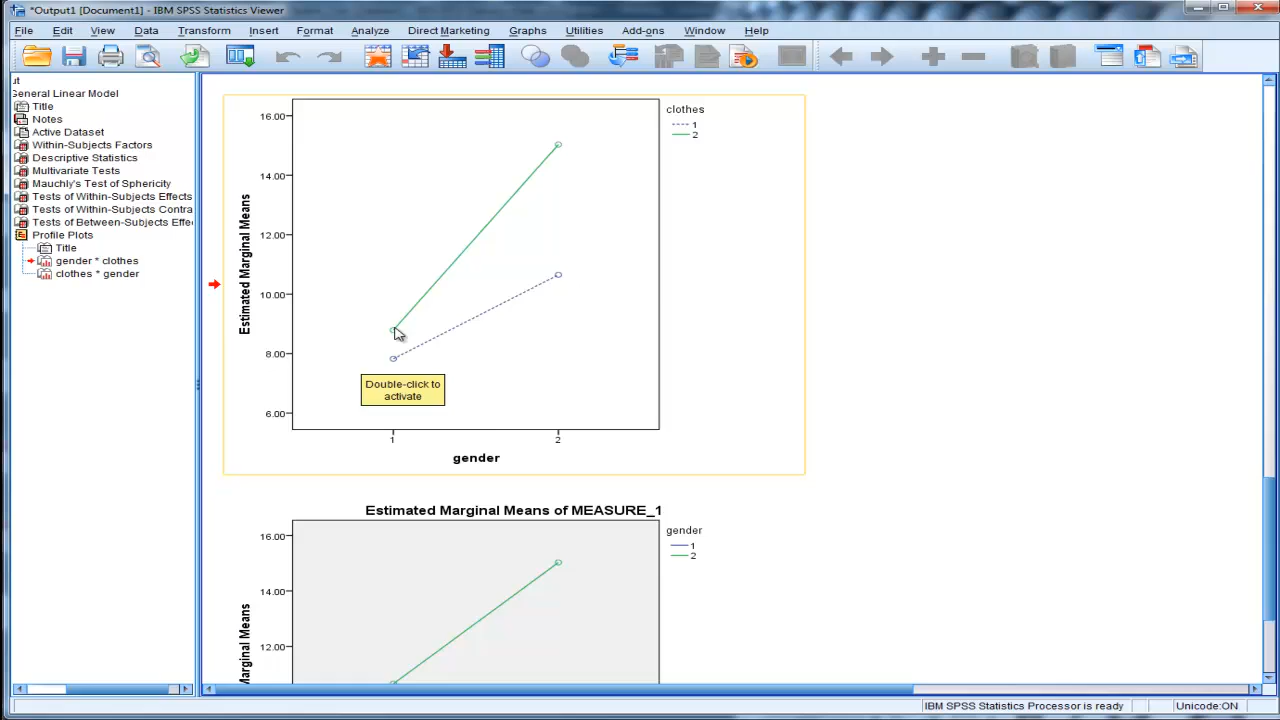 *Output1 [Document1] - IBM SPSS Statistics Viewer
File Edit View Data Transform Insert Format Analyze Direct Marketing Graphs Utilities Add-ons Window Help
ut
General Linear Model
Title
Notes
Active Dataset
Within-Subjects Factors
Descriptive Statistics
Multivariate Tests
Mauchly's Test of Sphericity
Tests of Within-Subjects Effects
Tests of Within-Subjects Contra
Tests of Between-Subjects Effe
Profile Plots
Title
gender * clothes
clothes * gender
16.00
14.00
12.00
10.00
8.00
6.00
Estimated Marginal Means
1 2
gender
clothes
1
2
Double-click to
activate
Estimated Marginal Means of MEASURE_1
16.00
14.00
12.00
Marginal Means
gender
1
2
IBM SPSS Statistics Processor is ready
Unicode:ON